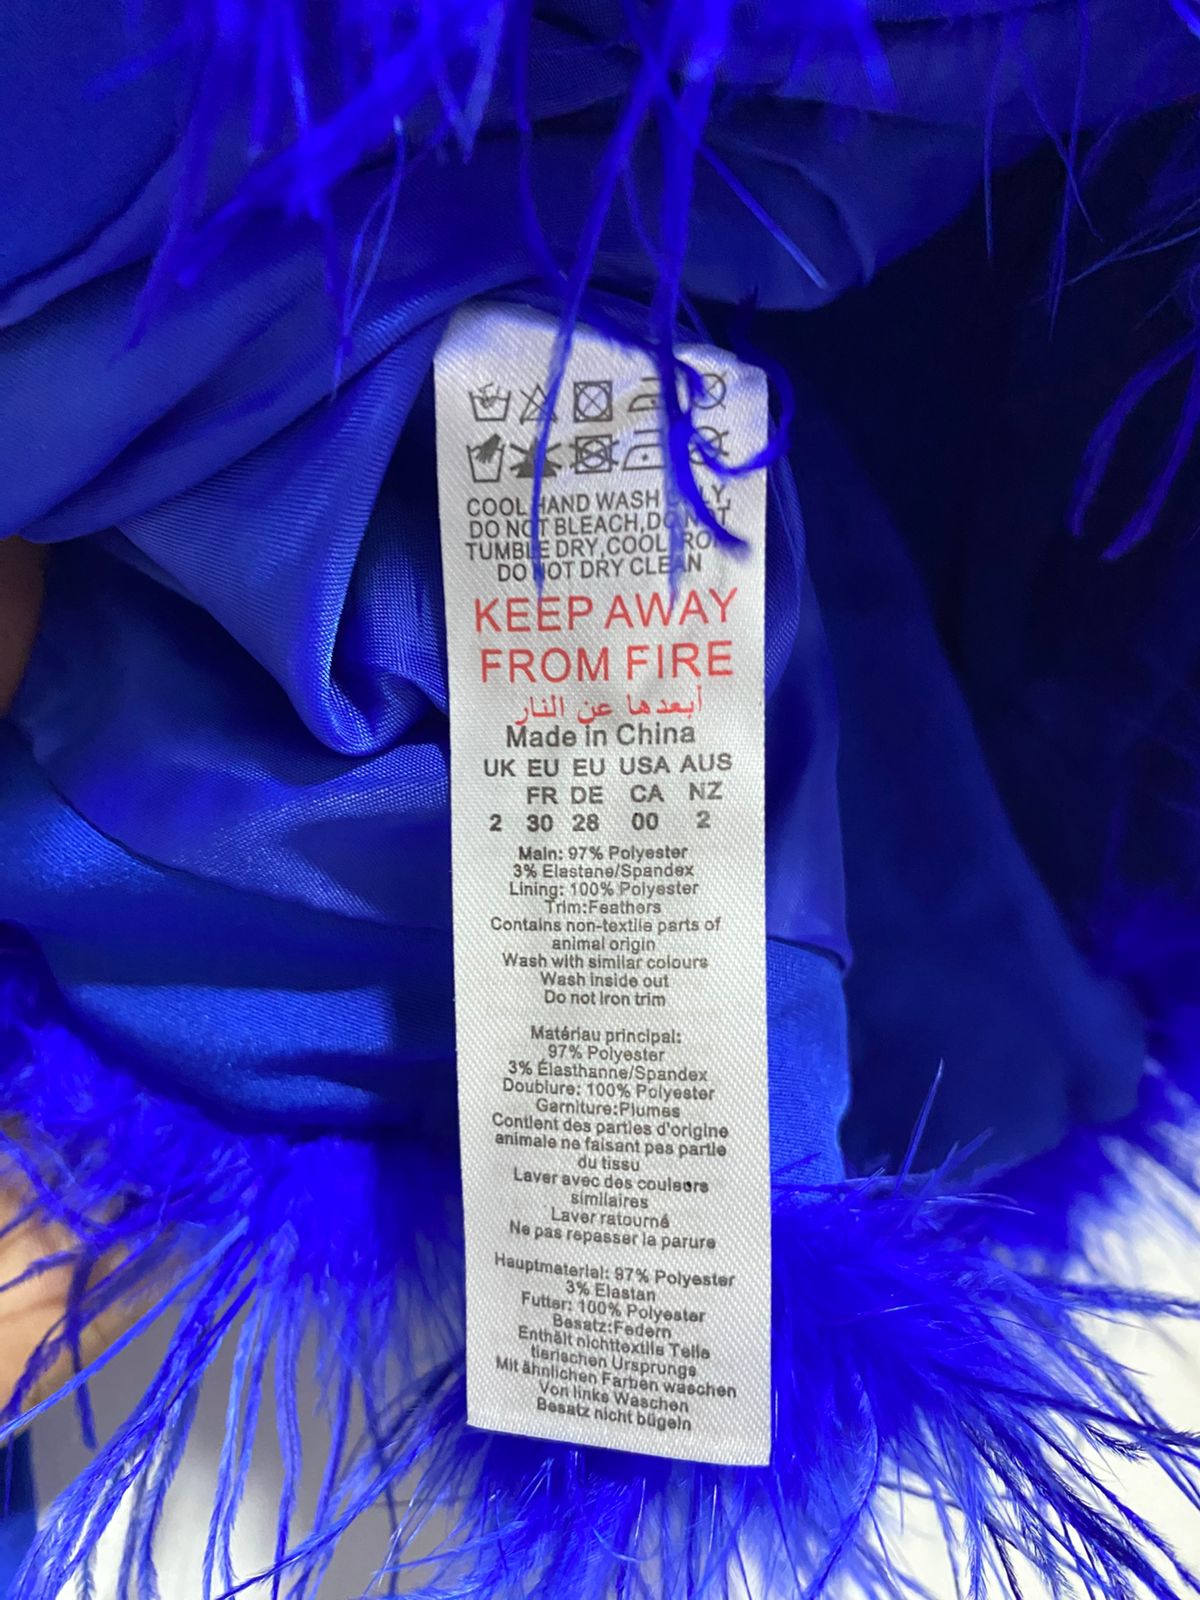 COOL HAND WASH ONLY,
DO NOT BLEACH,DO NOT
TUMBLE DRY,COOL IRON
DO NOT DRY CLEAN
KEEP AWAY
FROM FIRE
أبعدها عن النار
Made in China
UK EU EU USA AUS
FR DE CA NZ
2 30 28 00 2
Main: 97% Polyester
3% Elastane/Spandex
Lining: 100% Polyester
Trim:Feathers
Contains non-textile parts of
animal origin
Wash with similar colours
Wash inside out
Do not Iron trim
Matériau principal:
97% Polyester
3% Élasthanne/Spandex
Doublure: 100% Polyester
Garniture:Plumes
Contient des parties d'origine
animale ne faisant pas partie
du tissu
Laver avec des couleurs
similaires
Laver ratourné
Ne pas repasser la parure
Hauptmaterial: 97% Polyester
3% Elastan
Futter: 100% Polyester
Besatz:Federn
Enthält nichttextile Teile
tierischen Ursprungs
Mit ähnlichen Farben waschen
Von links Waschen
Besatz nicht bügeln